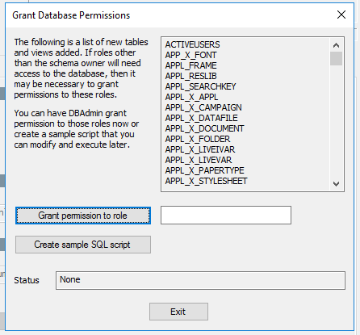 Grant Database Permissions
The following is a list of new tables
and views added. If roles other
than the schema owner will need
access to the database, then it
may be necessary to grant
permissions to these roles.
You can have DBAdmin grant
permission to those roles now or
create a sample script that you
can modify and execute later.
ACTIVEUSERS
APP_X_FONT
APPL_FRAME
APPL_RESLIB
APPL_SEARCHKEY
APPL_X_APPL
APPL_X_CAMPAIGN
APPL_X_DATAFILE
APPL_X_DOCUMENT
APPL_X_FOLDER
APPL_X_LIVEIVAR
APPL_X_LIVEVAR
APPL_X_PAPERTYPE
APPL_X_STYLESHEET
Grant permission to role
Create sample SQL script
Status
None
Exit